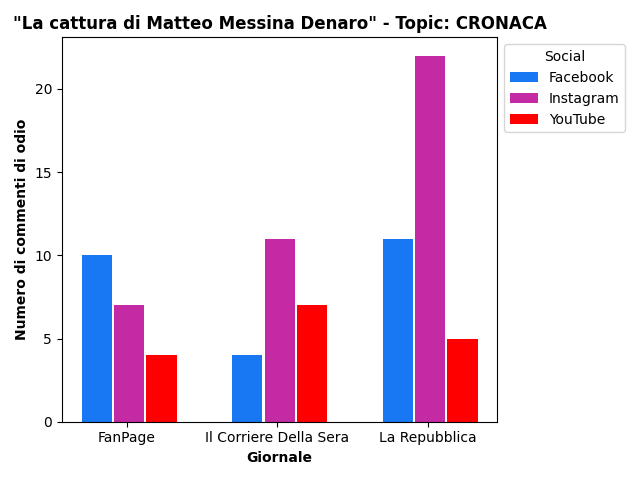 "La cattura di Matteo Messina Denaro" - Topic: CRONACA
Social
Facebook
Instagram
YouTube
Numero di commenti di odio
20
15
10
5
0
FanPage
Il Corriere Della Sera
La Repubblica
Giornale